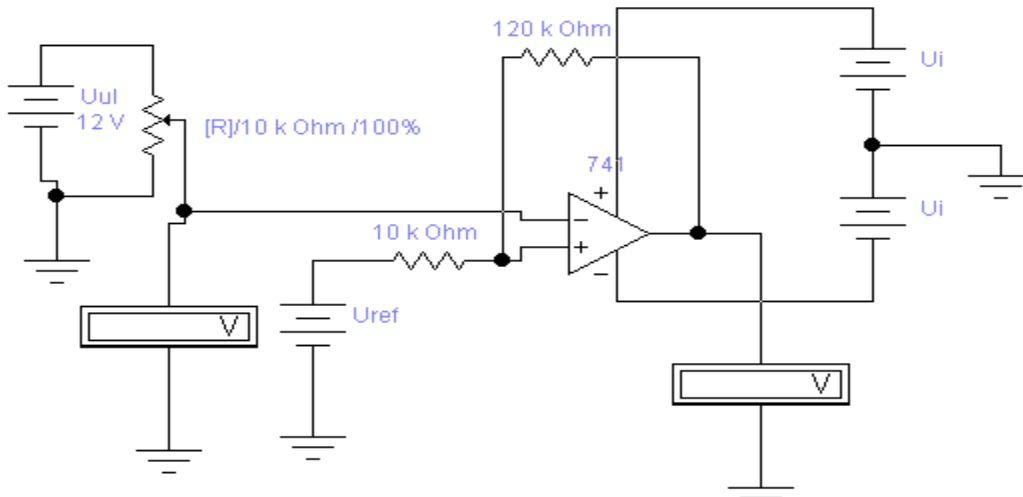 120 k Ohm
Ui
Uul
12 V
[R]/10 k Ohm /100%
741
+
Ui
10 k Ohm
−
+
−
Uref
V
V